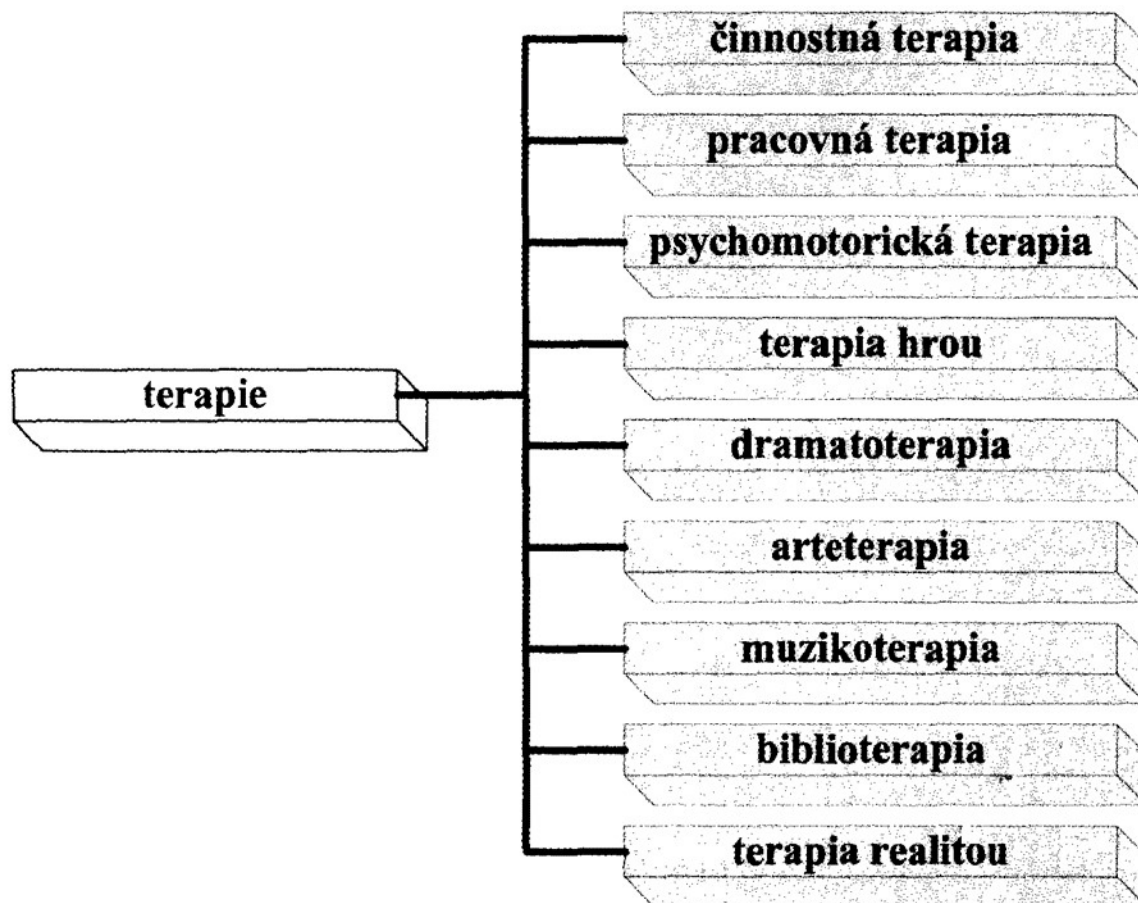 činnostná terapia
pracovná terapia
psychomotorická terapia
terapia hrou
terapie
dramatoterapia
arteterapia
muzikoterapia
biblioterapia
terapia realitou